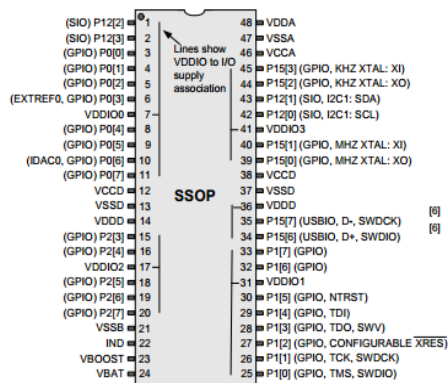 (SIO) P12[2] 1 48 VDDA
(SIO) P12[3] 2 47 VSSA
(GPIO) P0[0] 3 Lines show 46 VCCA
(GPIO) P0[1] 4 VDDIO to I/O 45 P15[3] (GPIO, KHZ XTAL: XI)
(GPIO) P0[2] 5 supply 44 P15[2] (GPIO, KHZ XTAL: XO)
(EXTREF0, GPIO) P0[3] 6 association 43 P12[1] (SIO, I2C1: SDA)
VDDIO0 7 42 P12[0] (SIO, I2C1: SCL)
(GPIO) P0[4] 8 41 VDDIO3
(GPIO) P0[5] 9 40 P15[1] (GPIO, MHZ XTAL: XI)
(IDAC0, GPIO) P0[6] 10 39 P15[0] (GPIO, MHZ XTAL: XO)
(GPIO) P0[7] 11 38 VCCD
VCCD 12 SSOP 37 VSSD
VSSD 13 36 VDDD [6]
VDDD 14 35 P15[7] (USBIO, D-, SWDCK) [6]
(GPIO) P2[3] 15 34 P15[6] (USBIO, D+, SWDIO)
(GPIO) P2[4] 16 33 P1[7] (GPIO)
VDDIO2 17 32 P1[6] (GPIO)
(GPIO) P2[5] 18 31 VDDIO1
(GPIO) P2[6] 19 30 P1[5] (GPIO, NTRST)
(GPIO) P2[7] 20 29 P1[4] (GPIO, TDI)
VSSB 21 28 P1[3] (GPIO, TDO, SWV)
IND 22 27 P1[2] (GPIO, CONFIGURABLE XRES)
VBOOST 23 26 P1[1] (GPIO, TCK, SWDCK)
VBAT 24 25 P1[0] (GPIO, TMS, SWDIO)